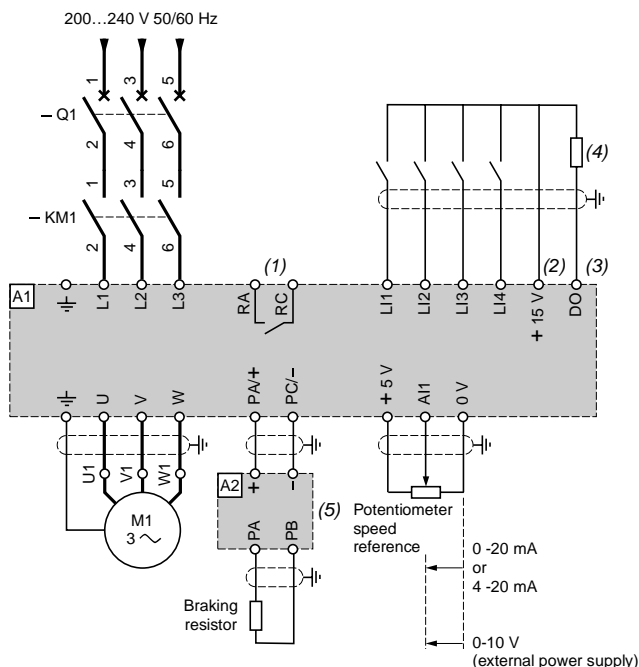 200...240 V 50/60 Hz
1 3 5
– Q1
2 4 6
1 3 5
– KM1
2 4 6
(4)
(1)
(2)
(3)
A1
L1 L2 L3
RA RC
LI1 LI2 LI3 LI4 + 15 V DO
U V W
PA/+ PC/-
+ 5 V AI1 0 V
U1 V1 W1
M1
3 ~
A2
+ -
(5)
PA PB
Potentiometer
speed
reference
Braking
resistor
0 -20 mA
or
4 -20 mA
0-10 V
(external power supply)